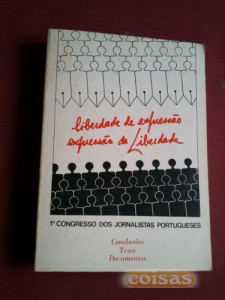 liberdade de expressão
expressão da Liberdade
1º CONGRESSO DOS JORNALISTAS PORTUGUESES
Conclusões
Teses
Documentos
coisas